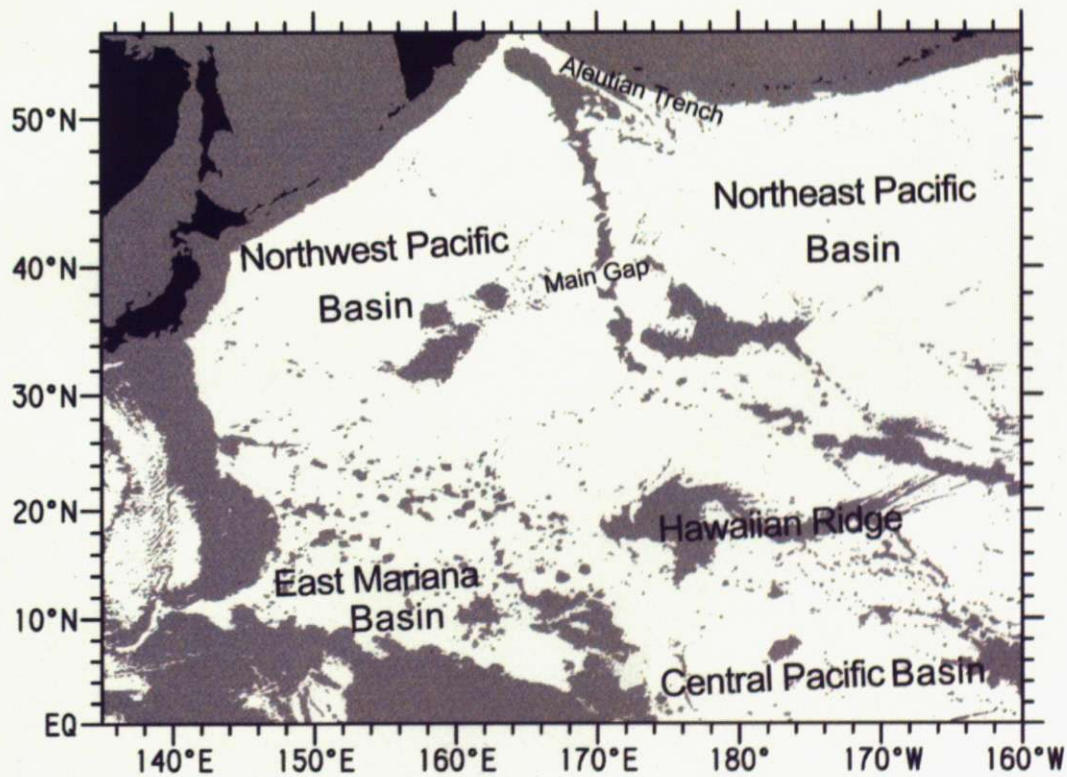 Aleutian Trench
50°N
Northeast Pacific
Basin
Northwest Pacific
Basin
40°N
Main Gap
30°N
20°N
Hawaiian Ridge
East Mariana
Basin
10°N
Central Pacific Basin
EQ
140°E 150°E 160°E 170°E 180° 170°W 160°W